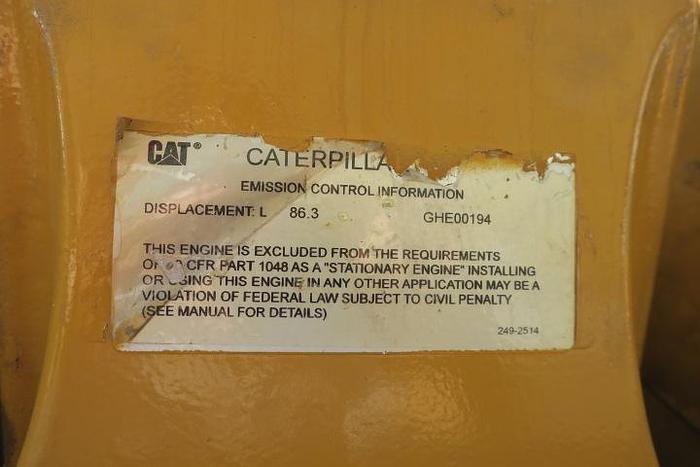 CAT®
CATERPILLA
EMISSION CONTROL INFORMATION
DISPLACEMENT: L 86.3 GHE00194
THIS ENGINE IS EXCLUDED FROM THE REQUIREMENTS
CFR PART 1048 AS A "STATIONARY ENGINE" INSTALLING
OR USING THIS ENGINE IN ANY OTHER APPLICATION MAY BE A
VIOLATION OF FEDERAL LAW SUBJECT TO CIVIL PENALTY
(SEE MANUAL FOR DETAILS)
249-2514